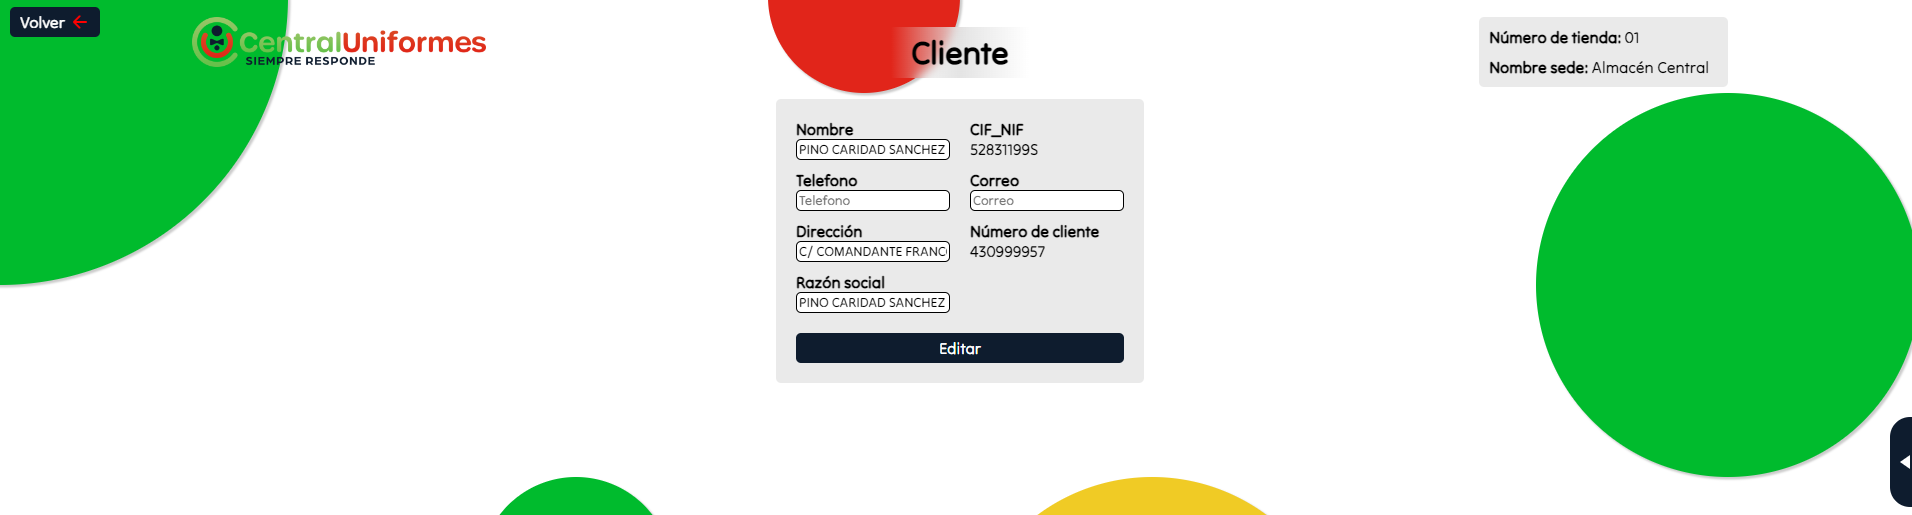 Volver
CentralUniformes
SIEMPRE RESPONDE
Cliente
Número de tienda: 01
Nombre sede: Almacén Central
Nombre
PINO CARIDAD SANCHEZ
CIF_NIF
52831199S
Telefono
Telefono
Correo
Correo
Dirección
C/ COMANDANTE FRANC
Número de cliente
430999957
Razón social
PINO CARIDAD SANCHEZ
Editar